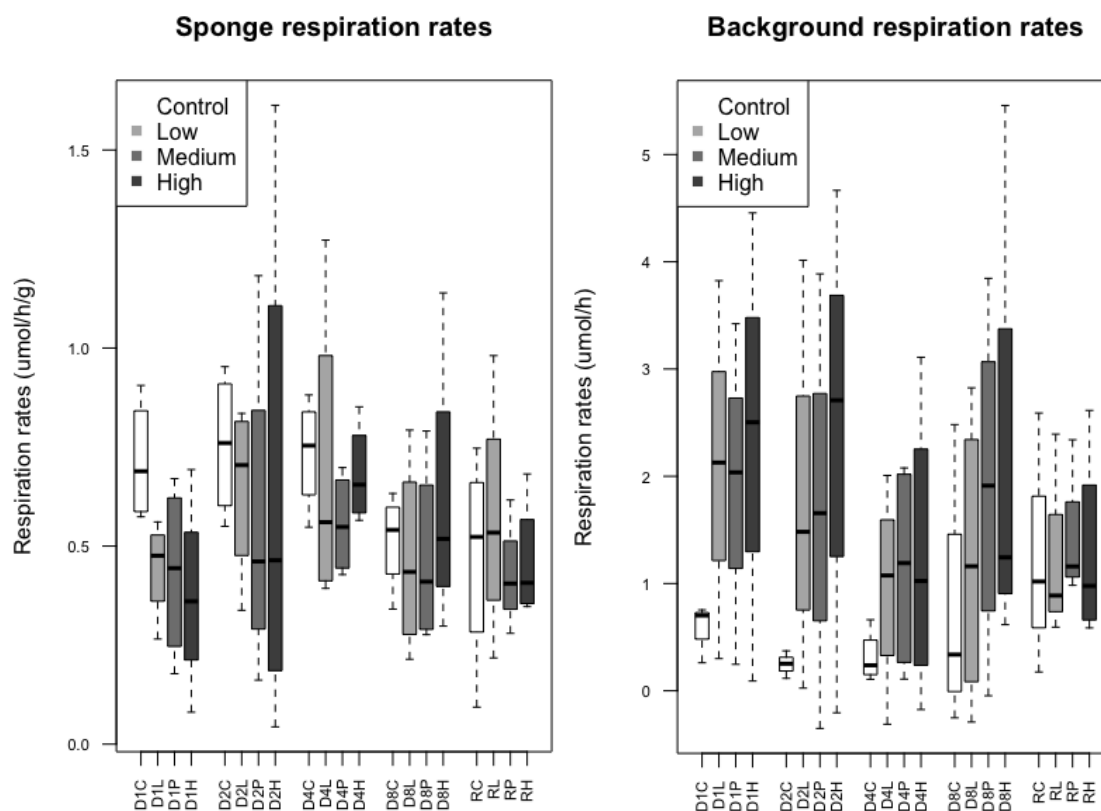 Sponge respiration rates
Control
Low
Medium
High
Respiration rates (umol/h/g)
1.5
1.0
0.5
0.0
D1C D1L D1P D1H D2C D2L D2P D2H D4C D4L D4P D4H D8C D8L D8P D8H RC RL RP RH
Background respiration rates
Control
Low
Medium
High
Respiration rates (umol/h)
5
4
3
2
1
0
D1C D1L D1P D1H D2C D2L D2P D2H D4C D4L D4P D4H D8C D8L D8P D8H RC RL RP RH